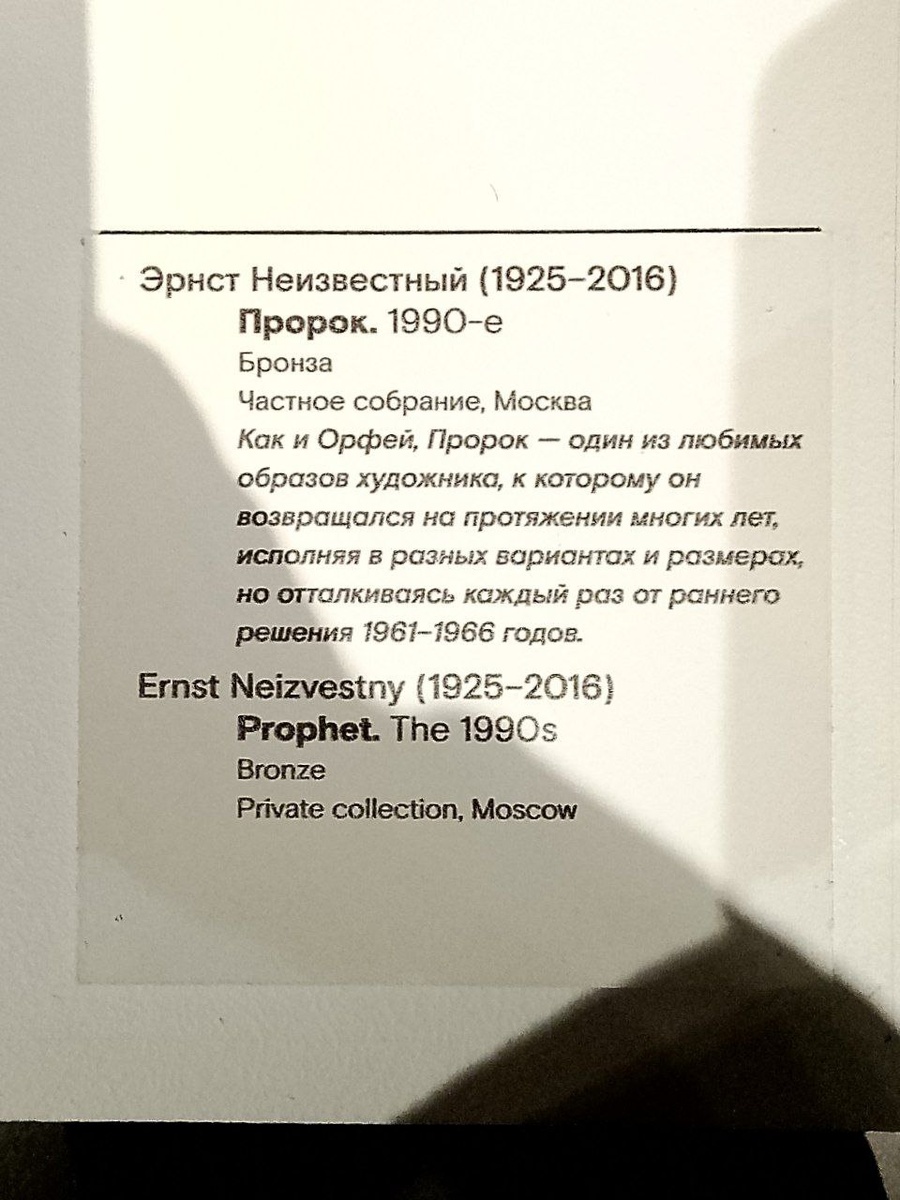 Эрнст Неизвестный (1925–2016)
Пророк. 1990-е
Бронза
Частное собрание, Москва
Как и Орфей, Пророк — один из любимых
образов художника, к которому он
возвращался на протяжении многих лет,
исполняя в разных вариантах и размерах,
но отталкиваясь каждый раз от раннего
решения 1961–1966 годов.
Ernst Neizvestny (1925–2016)
Prophet. The 1990s
Bronze
Private collection, Moscow